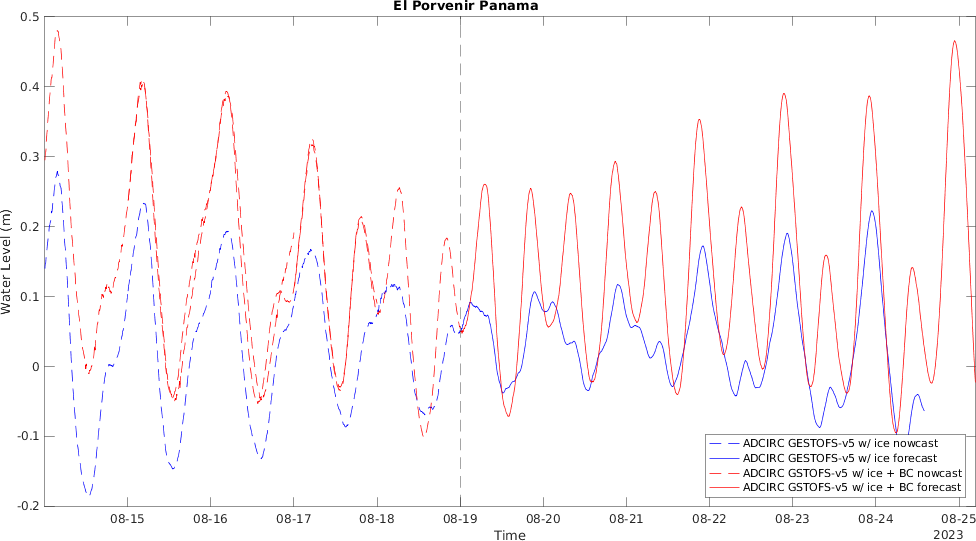 El Porvenir Panama
0.5
0.4
0.3
0.2
0.1
0
-0.1
-0.2
Water Level (m)
ADCIRC GESTOFS-v5 w/ ice nowcast
ADCIRC GESTOFS-v5 w/ ice forecast
ADCIRC GSTOFS-v5 w/ ice + BC nowcast
ADCIRC GSTOFS-v5 w/ ice + BC forecast
08-15 08-16 08-17 08-18 08-19 08-20 08-21 08-22 08-23 08-24 08-25
Time
2023